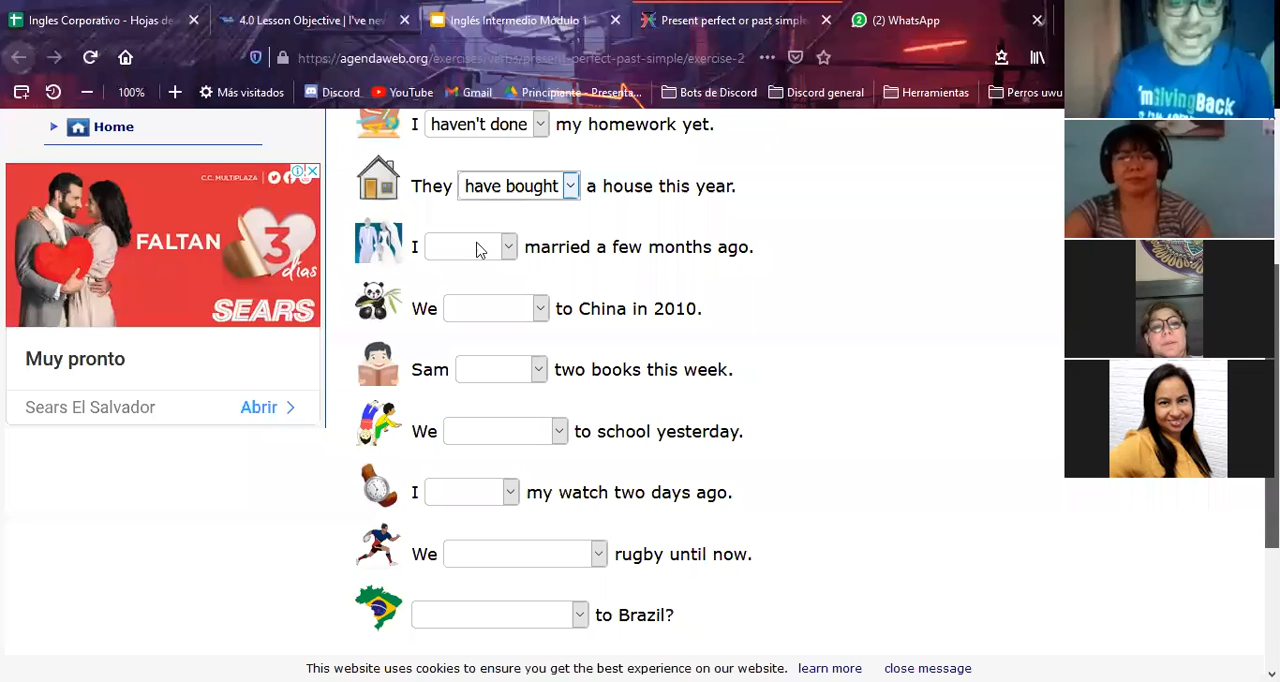 Ingles Corporativo - Hojas de
4.0 Lesson Objective | I've nev
Inglés Intermedio Módulo 1
Present perfect or past simple
(2) WhatsApp
https://agendaweb.org/exercises/verbs/present-perfect-past-simple/exercise-2
100%
Más visitados
Discord
YouTube
Gmail
Principiante - Presenta...
Bots de Discord
Discord general
Herramientas
Perros uwu
I'mGivingBack
Home
C.C. MULTIPLAZA
FALTAN 3 días
SEARS
Muy pronto
Sears El Salvador
Abrir
I haven't done my homework yet.
They have bought a house this year.
I married a few months ago.
We to China in 2010.
Sam two books this week.
We to school yesterday.
I my watch two days ago.
We rugby until now.
to Brazil?
This website uses cookies to ensure you get the best experience on our website. learn more close message